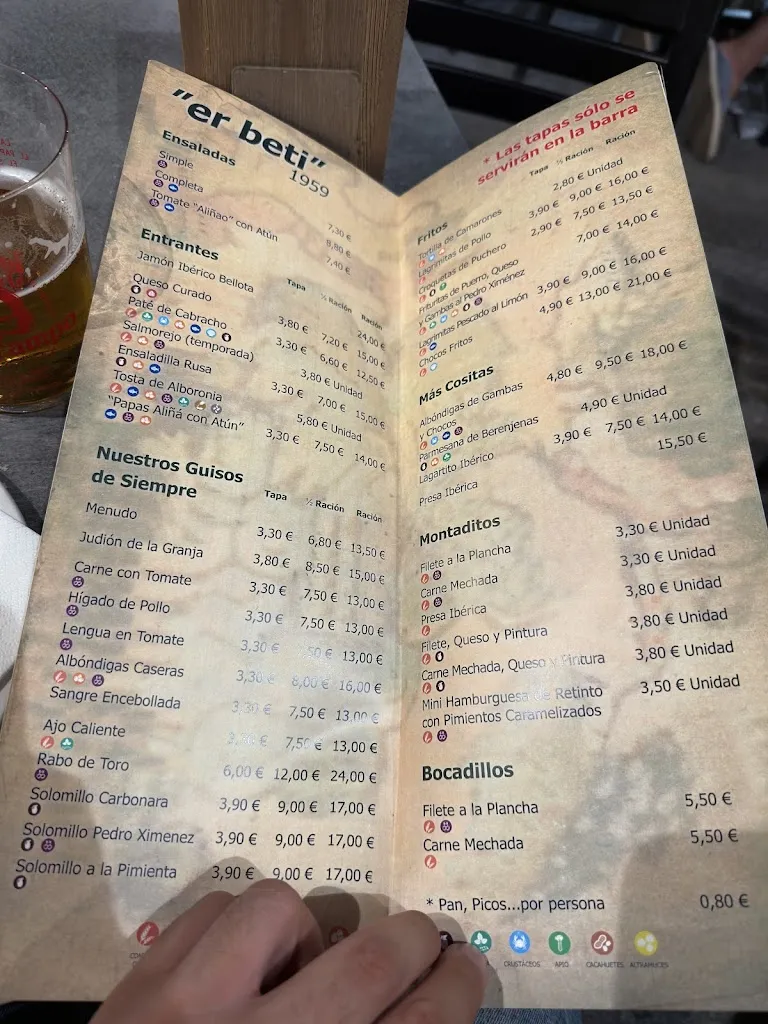 "er beti"
1959
Ensaladas
Simple 7,30 €
Completa 8,80 €
Tomate "Aliñao" con Atún 7,40 €
Entrantes
Tapa ½ Ración Ración
Jamón Ibérico Bellota 24,00 €
Queso Curado 3,80 € 7,20 € 15,00 €
Paté de Cabracho 3,30 € 6,60 € 12,50 €
Salmorejo (temporada) 3,80 € Unidad
Ensaladilla Rusa 3,30 € 7,00 € 15,00 €
Tosta de Alboronia 5,80 € Unidad
"Papas Aliñá con Atún" 3,30 € 7,50 € 14,00 €
Nuestros Guisos
de Siempre
Tapa ½ Ración Ración
Menudo 3,30 € 6,80 € 13,50 €
Judión de la Granja 3,80 € 8,50 € 15,00 €
Carne con Tomate 3,30 € 7,50 € 13,00 €
Hígado de Pollo 3,30 € 7,50 € 13,00 €
Lengua en Tomate 3,30 € 7,50 € 13,00 €
Albóndigas Caseras 3,30 € 8,00 € 16,00 €
Sangre Encebollada 3,30 € 7,50 € 13,00 €
Ajo Caliente 7,50 € 13,00 €
Rabo de Toro 6,00 € 12,00 € 24,00 €
Solomillo Carbonara 3,90 € 9,00 € 17,00 €
Solomillo Pedro Ximenez 3,90 € 9,00 € 17,00 €
Solomillo a la Pimienta 3,90 € 9,00 € 17,00 €
* Las tapas sólo se
servirán en la barra
Tapa ½ Ración Ración
Fritos
Tortilla de Camarones 2,80 € Unidad
Lagrimitas de Pollo 3,90 € 9,00 € 16,00 €
Croquetas de Puchero 2,90 € 7,50 € 13,50 €
Frituritas de Puerro, Queso
y Gambas al Pedro Ximénez 7,00 € 14,00 €
Lagrimitas Pescado al Limón 3,90 € 9,00 € 16,00 €
Chocos Fritos 4,90 € 13,00 € 21,00 €
Más Cositas
Albóndigas de Gambas
y Chocos 4,80 € 9,50 € 18,00 €
Parmesana de Berenjenas 4,90 € Unidad
Lagartito Ibérico 3,90 € 7,50 € 14,00 €
Presa Ibérica 15,50 €
Montaditos
Filete a la Plancha 3,30 € Unidad
Carne Mechada 3,30 € Unidad
Presa Ibérica 3,80 € Unidad
Filete, Queso y Pintura 3,80 € Unidad
Carne Mechada, Queso y Pintura 3,80 € Unidad
Mini Hamburguesa de Retinto
con Pimientos Caramelizados 3,50 € Unidad
Bocadillos
Filete a la Plancha 5,50 €
Carne Mechada 5,50 €
* Pan, Picos...por persona 0,80 €
CRUSTÁCEOS APIO CACAHUETES ALTRAMUCES